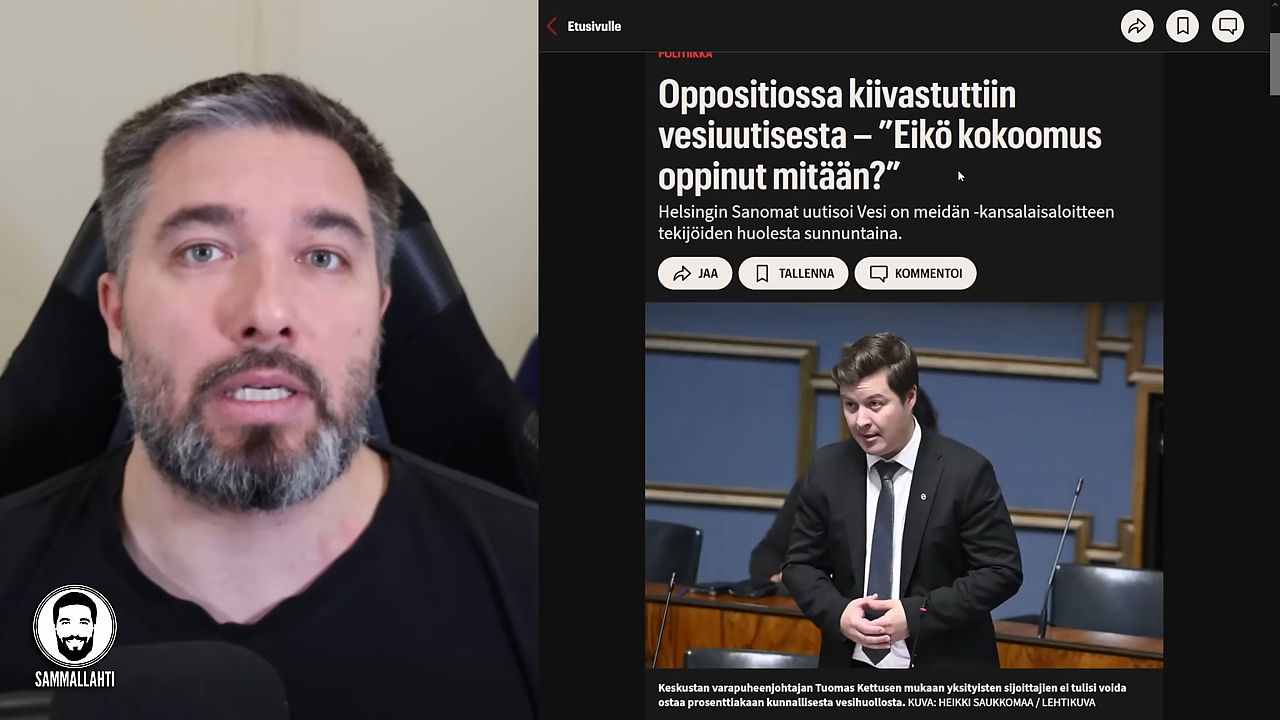 Etusivulle
POLITIIKKA
Oppositiossa kiivastuttiin
vesiuutisesta – ”Eikö kokoomus
oppinut mitään?”
Helsingin Sanomat uutisoi Vesi on meidän -kansalaisaloitteen
tekijöiden huolesta sunnuntaina.
JAA
TALLENNA
KOMMENTOI
Keskustan varapuheenjohtajan Tuomas Kettusen mukaan yksityisten sijoittajien ei tulisi voida
ostaa prosenttiakaan kunnallisesta vesihuollosta. KUVA: HEIKKI SAUKKOMAA / LEHTIKUVA
SAMMALLAHTI